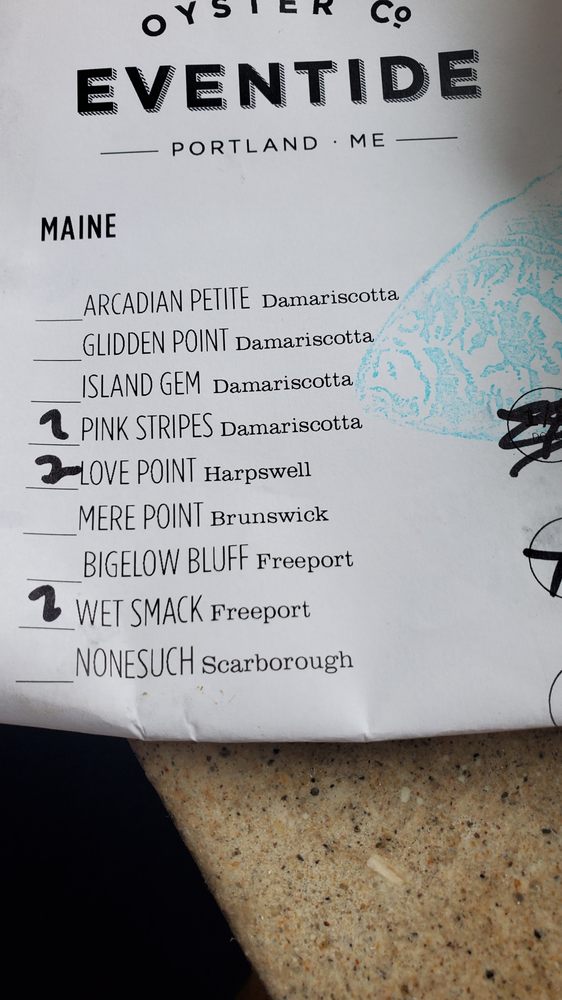 OYSTER Co
EVENTIDE
PORTLAND · ME
MAINE
ARCADIAN PETITE Damariscotta
GLIDDEN POINT Damariscotta
ISLAND GEM Damariscotta
2 PINK STRIPES Damariscotta
2 LOVE POINT Harpswell
MERE POINT Brunswick
BIGELOW BLUFF Freeport
2 WET SMACK Freeport
NONESUCH Scarborough